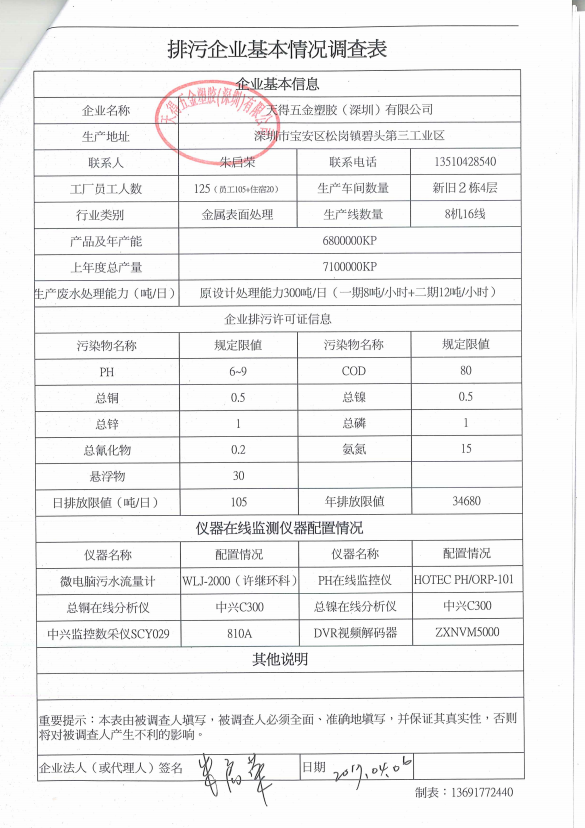 排污企业基本情况调查表
企业基本信息
企业名称 天得五金塑胶（深圳）有限公司
生产地址 深圳市宝安区松岗镇碧头第三工业区
联系人 朱启荣 联系电话 13510428540
工厂员工人数 125（员工105+住宿20） 生产车间数量 新旧2栋4层
行业类别 金属表面处理 生产线数量 8机16线
产品及年产能 6800000KP
上年度总产量 7100000KP
生产废水处理能力（吨/日） 原设计处理能力300吨/日（一期8吨/小时+二期12吨/小时）
企业排污许可证信息
污染物名称 规定限值 污染物名称 规定限值
PH 6~9 COD 80
总铜 0.5 总镍 0.5
总锌 1 总磷 1
总氰化物 0.2 氨氮 15
悬浮物 30
日排放限值（吨/日） 105 年排放限值 34680
仪器在线监测仪器配置情况
仪器名称 配置情况 仪器名称 配置情况
微电脑污水流量计 WLJ-2000（许继环科） PH在线监控仪 HOTEC PH/ORP-101
总铜在线分析仪 中兴C300 总镍在线分析仪 中兴C300
中兴监控数采仪SCY029 810A DVR视频解码器 ZXNVM5000
其他说明
重要提示：本表由被调查人填写，被调查人必须全面、准确地填写，并保证其真实性，否则
将对被调查人产生不利的影响。
企业法人（或代理人）签名 朱启荣 日期 2017.04.06
制表：13691772440
天得五金塑胶(深圳)有限公司